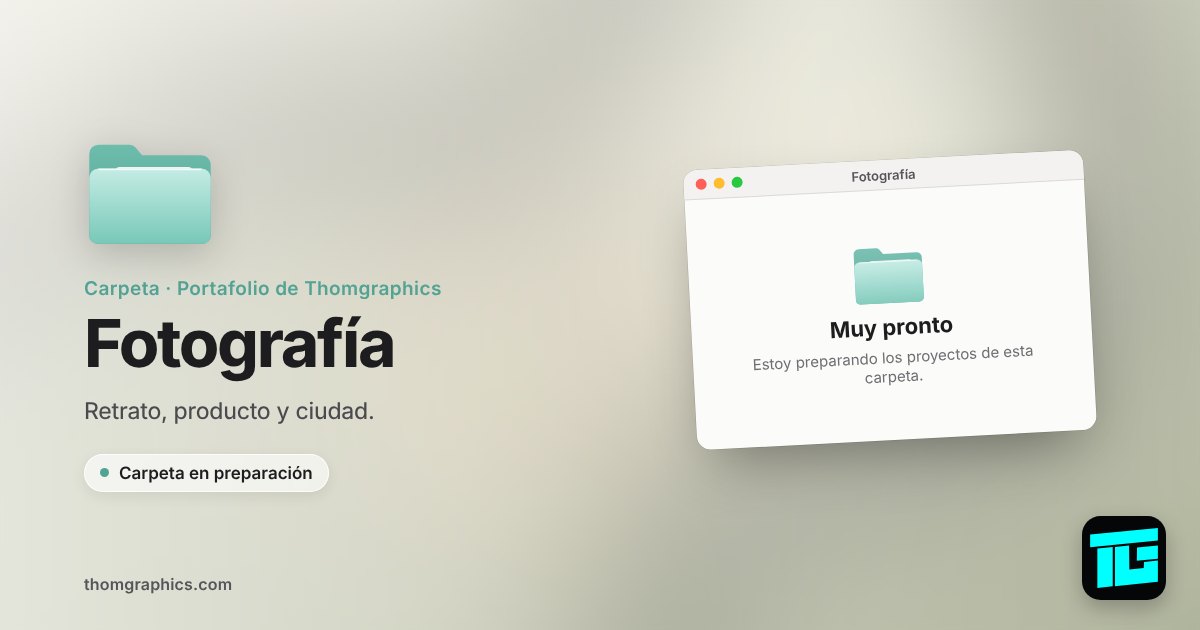 Carpeta · Portafolio de Thomgraphics
Fotografía
Retrato, producto y ciudad.
Carpeta en preparación
thomgraphics.com
Fotografía
Muy pronto
Estoy preparando los proyectos de esta
carpeta.
TG